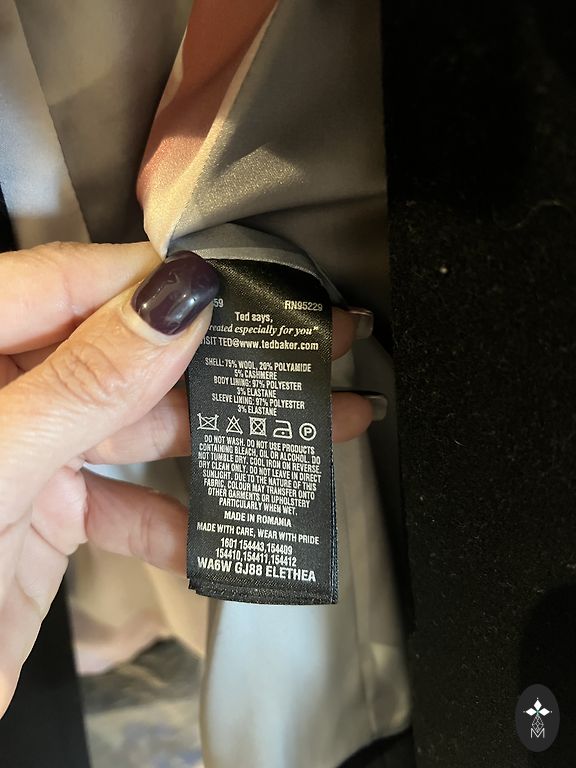 59 RN95229
Ted says,
created especially for you"
VISIT TED@www.tedbaker.com
SHELL: 75% WOOL, 20% POLYAMIDE
5% CASHMERE
BODY LINING: 97% POLYESTER
3% ELASTANE
SLEEVE LINING: 97% POLYESTER
3% ELASTANE
P
DO NOT WASH. DO NOT USE PRODUCTS
CONTAINING BLEACH, OIL OR ALCOHOL. DO
NOT TUMBLE DRY. COOL IRON ON REVERSE.
DRY CLEAN ONLY. DO NOT LEAVE IN DIRECT
SUNLIGHT. DUE TO THE NATURE OF THIS
FABRIC, COLOUR MAY TRANSFER ONTO
OTHER GARMENTS OR UPHOLSTERY
PARTICULARLY WHEN WET.
MADE IN ROMANIA
MADE WITH CARE, WEAR WITH PRIDE
1601 154443,154409
154410,154411,154412
WA6W GJ88 ELETHEA
M